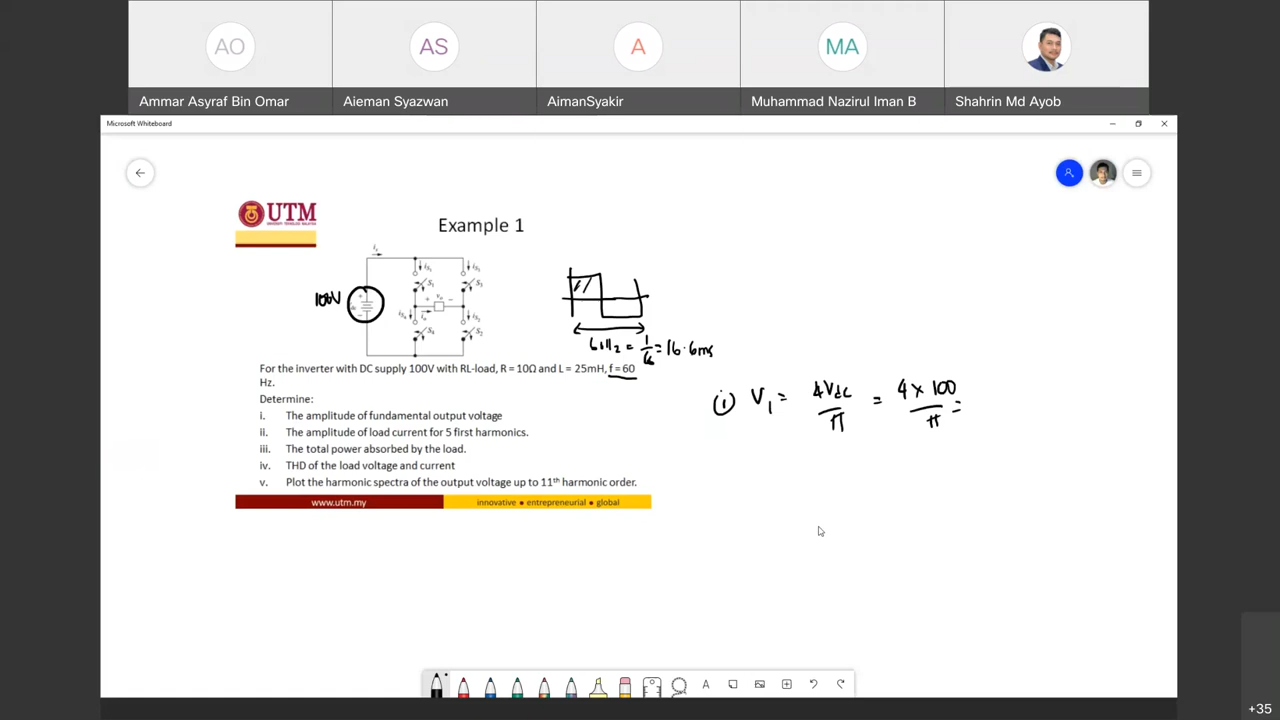 AO
AS
A
MA
Ammar Asyraf Bin Omar
Aieman Syazwan
AimanSyakir
Muhammad Nazirul Iman B
Shahrin Md Ayob
Microsoft Whiteboard
UTM
UNIVERSITI TEKNOLOGI MALAYSIA
Example 1
100V
60Hz = 1/60 = 16.6ms
For the inverter with DC supply 100V with RL-load, R = 10Ω and L = 25mH, f = 60
Hz.
Determine:
i. The amplitude of fundamental output voltage
ii. The amplitude of load current for 5 first harmonics.
iii. The total power absorbed by the load.
iv. THD of the load voltage and current
v. Plot the harmonic spectra of the output voltage up to 11th harmonic order.
www.utm.my
innovative ● entrepreneurial ● global
(i) V1 = 4Vdc/π = 4 × 100/π =
A
+35